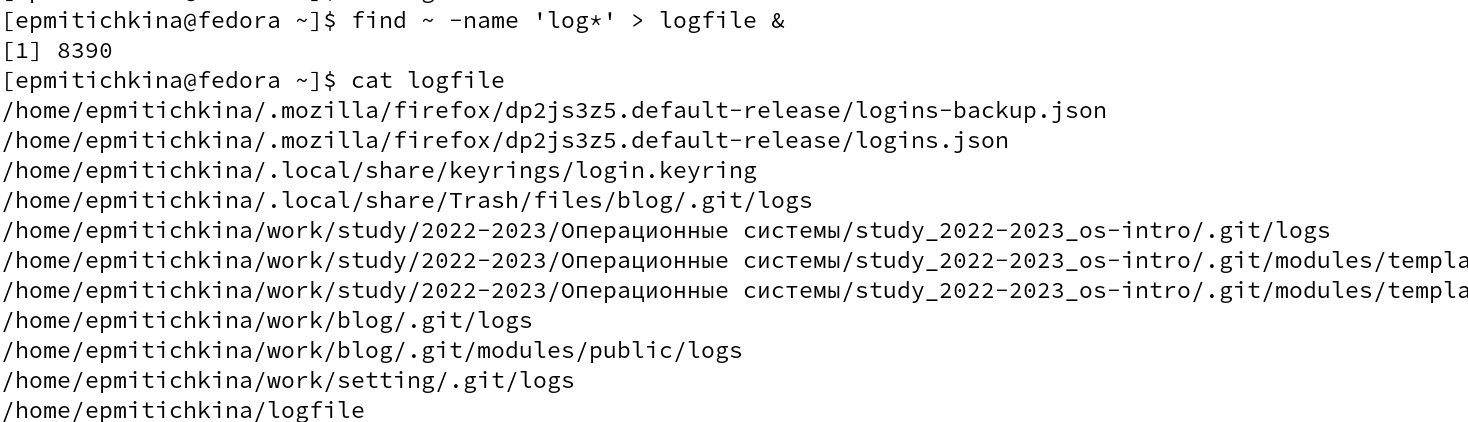 [epmitichkina@fedora ~]$ find ~ -name 'log*' > logfile &
[1] 8390
[epmitichkina@fedora ~]$ cat logfile
/home/epmitichkina/.mozilla/firefox/dp2js3z5.default-release/logins-backup.json
/home/epmitichkina/.mozilla/firefox/dp2js3z5.default-release/logins.json
/home/epmitichkina/.local/share/keyrings/login.keyring
/home/epmitichkina/.local/share/Trash/files/blog/.git/logs
/home/epmitichkina/work/study/2022-2023/Операционные системы/study_2022-2023_os-intro/.git/logs
/home/epmitichkina/work/study/2022-2023/Операционные системы/study_2022-2023_os-intro/.git/modules/templa
/home/epmitichkina/work/study/2022-2023/Операционные системы/study_2022-2023_os-intro/.git/modules/templa
/home/epmitichkina/work/blog/.git/logs
/home/epmitichkina/work/blog/.git/modules/public/logs
/home/epmitichkina/work/setting/.git/logs
/home/epmitichkina/logfile